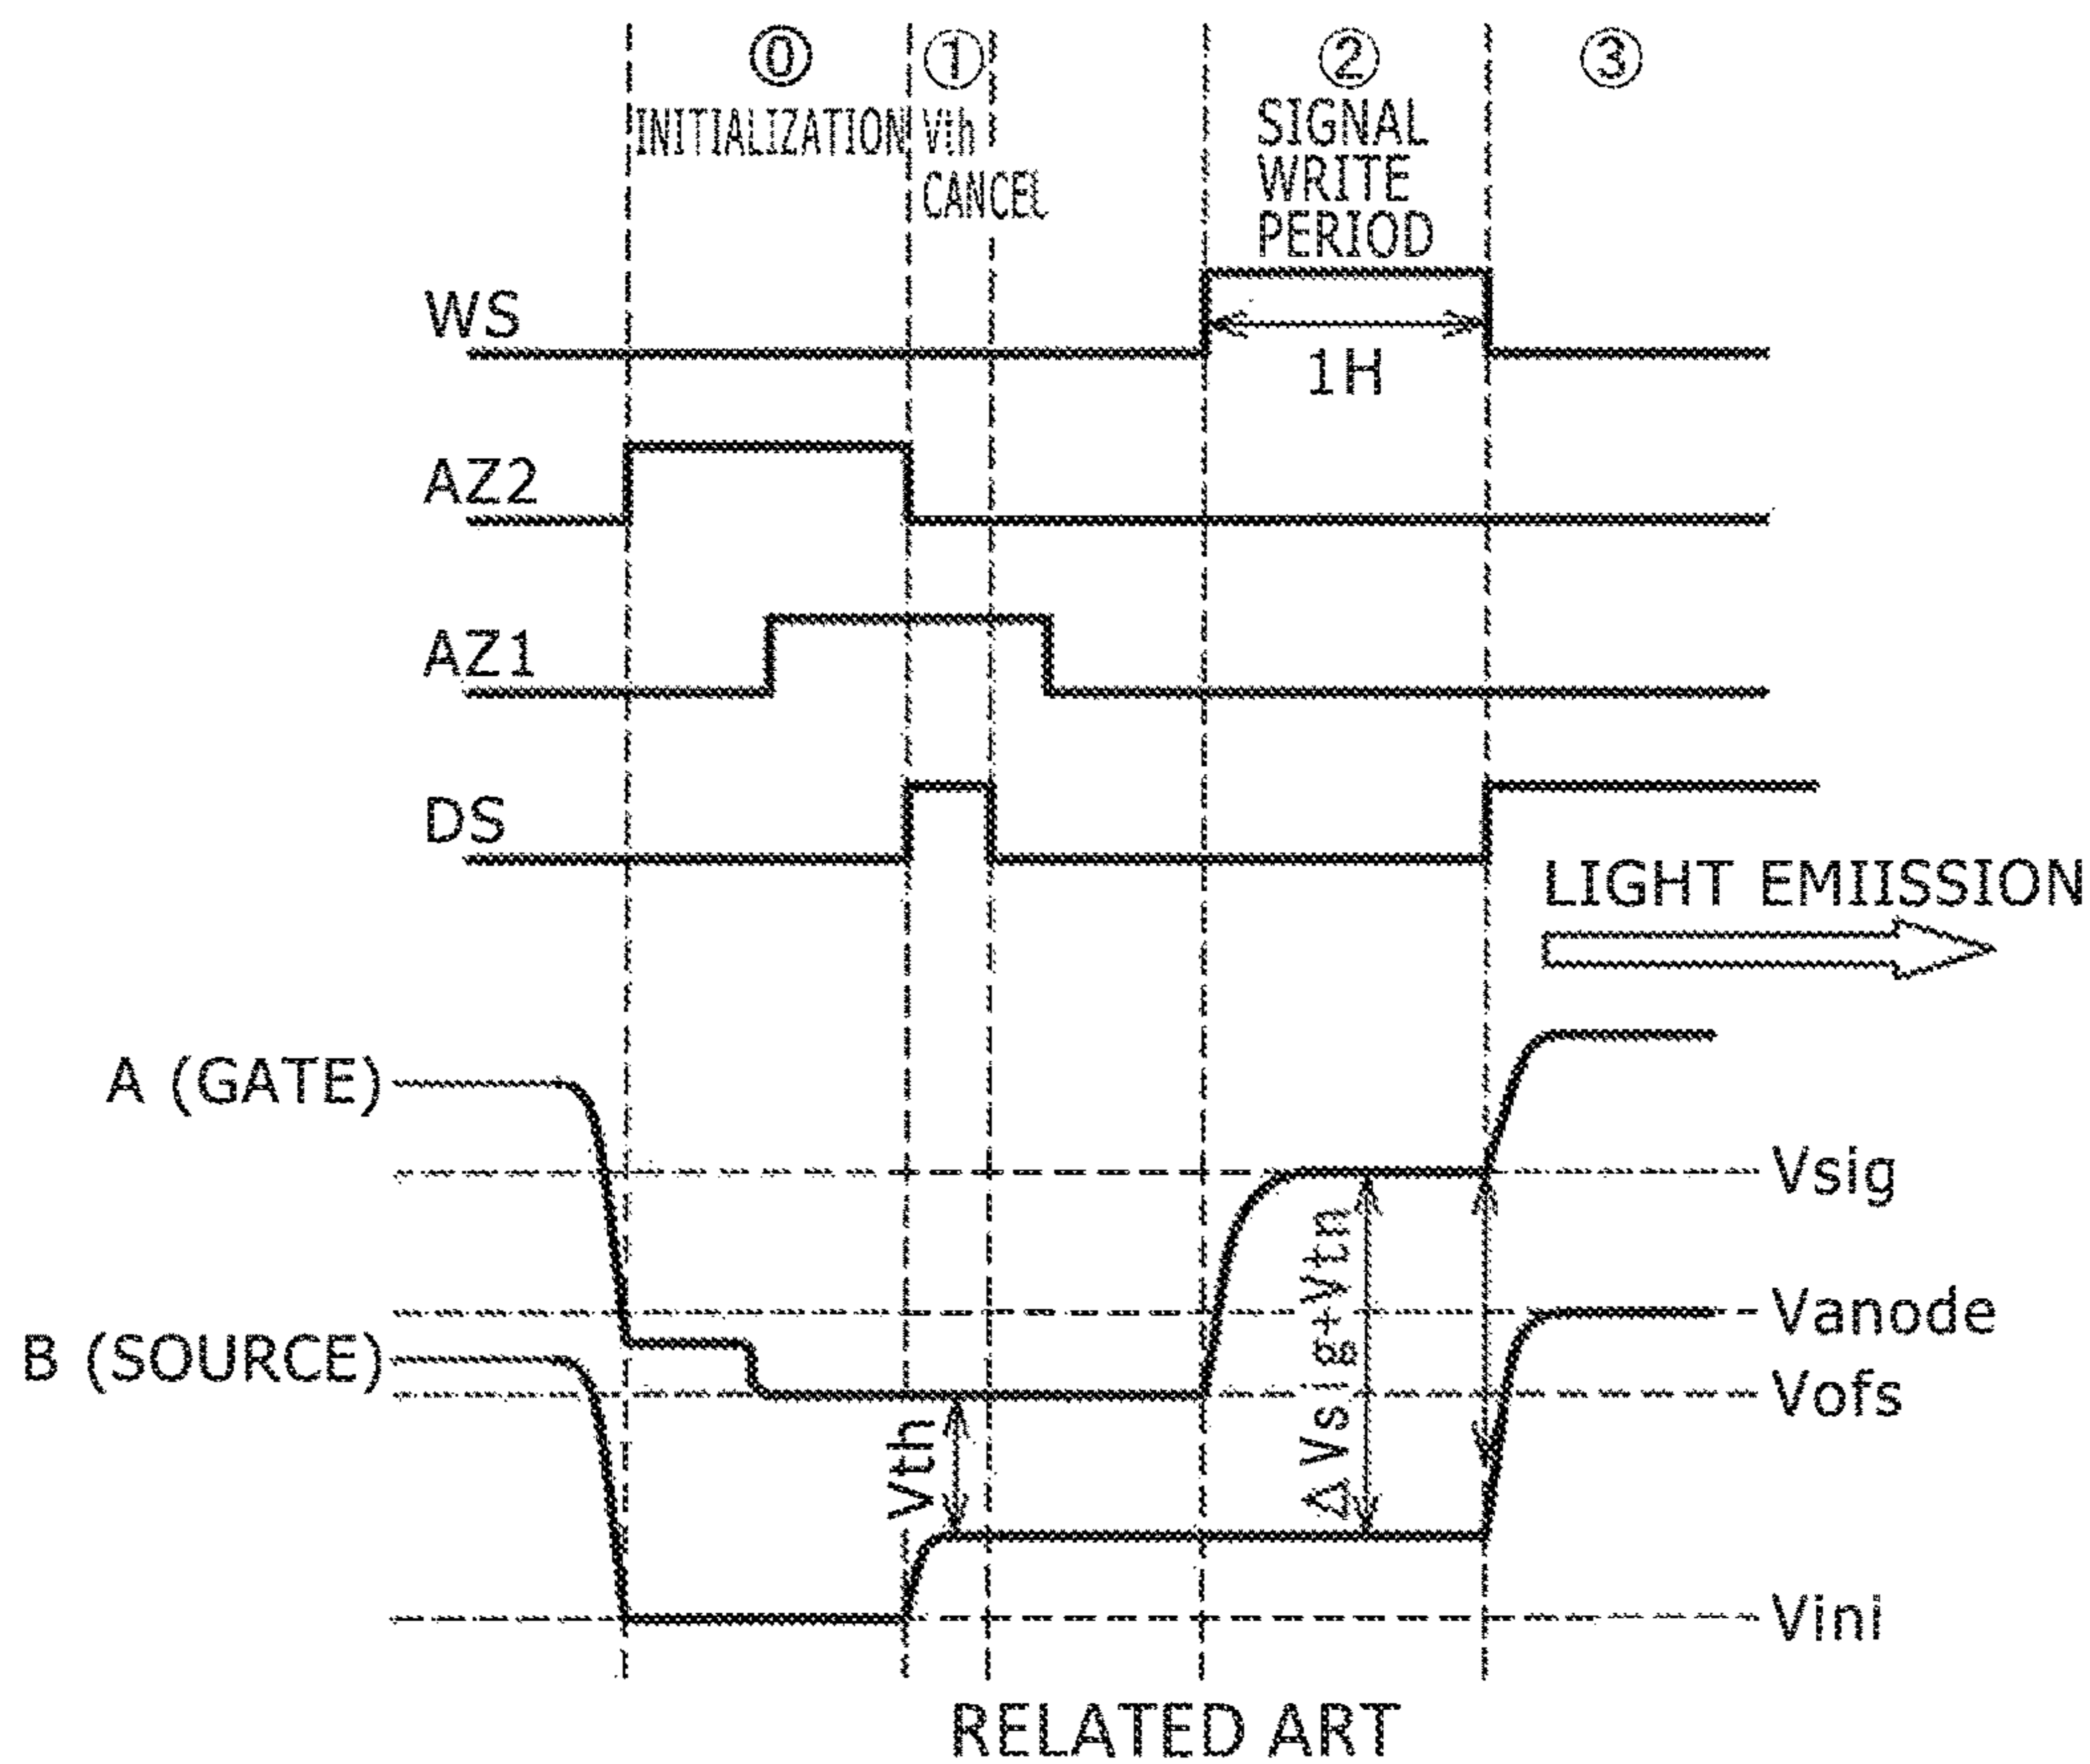 ⓪ ① ② ③
INITIALIZATION
Vth
CANCEL
SIGNAL
WRITE
PERIOD
WS
1H
AZ2
AZ1
DS
LIGHT EMIISSION
A (GATE)
Vsig
B (SOURCE)
Vanode
Vofs
Vth
ΔVsig+Vtn
Vini
RELATED ART